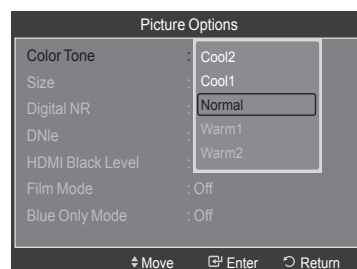 Picture Options
Color Tone : Cool2
Size : Cool1
Digital NR : Normal
DNIe : Warm1
HDMI Black Level : Warm2
Film Mode : Off
Blue Only Mode : Off
Move Enter Return